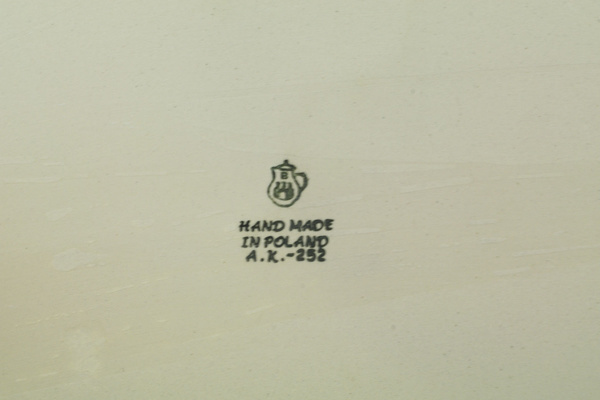 B
HAND MADE
IN POLAND
A.K.-252